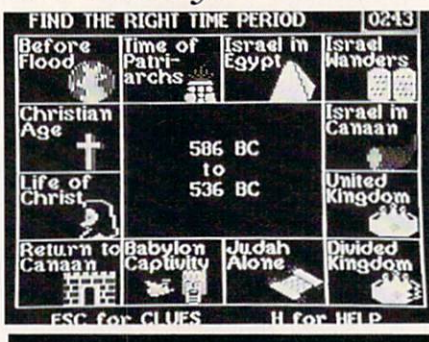 FIND THE RIGHT TIME PERIOD 0243
Before Flood
Time of Patri-archs
Israel in Egypt
Israel Wanders
Christian Age
586 BC
to
536 BC
Israel in Canaan
Life of Christ
United Kingdom
Return to Canaan
Babylon Captivity
Judah Alone
Divided Kingdom
ESC for CLUES H for HELP